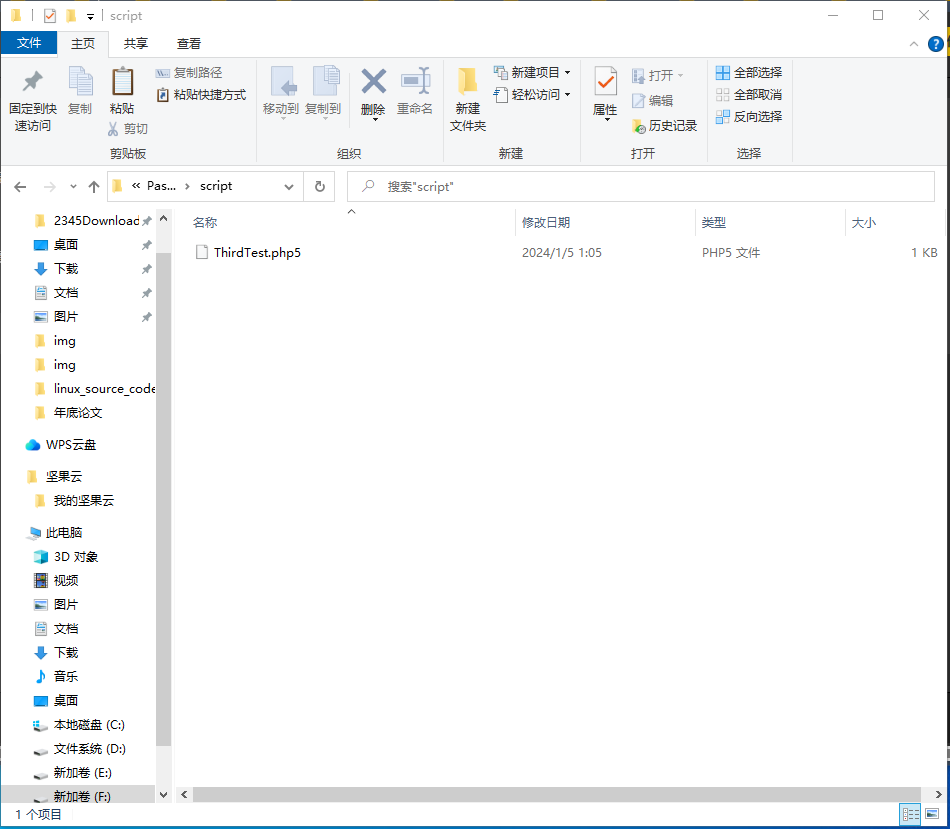 script
文件
主页
共享
查看
固定到快
速访问
复制
粘贴
复制路径
粘贴快捷方式
剪切
剪贴板
移动到
复制到
删除
重命名
组织
新建
文件夹
新建项目
轻松访问
新建
属性
打开
编辑
历史记录
打开
全部选择
全部取消
反向选择
选择
« Pas... › script
搜索"script"
名称
修改日期
类型
大小
ThirdTest.php5
2024/1/5 1:05
PHP5 文件
1 KB
2345Download
桌面
下载
文档
图片
img
img
linux_source_code
年底论文
WPS云盘
坚果云
我的坚果云
此电脑
3D 对象
视频
图片
文档
下载
音乐
桌面
本地磁盘 (C:)
文件系统 (D:)
新加卷 (E:)
新加卷 (F:)
1 个项目